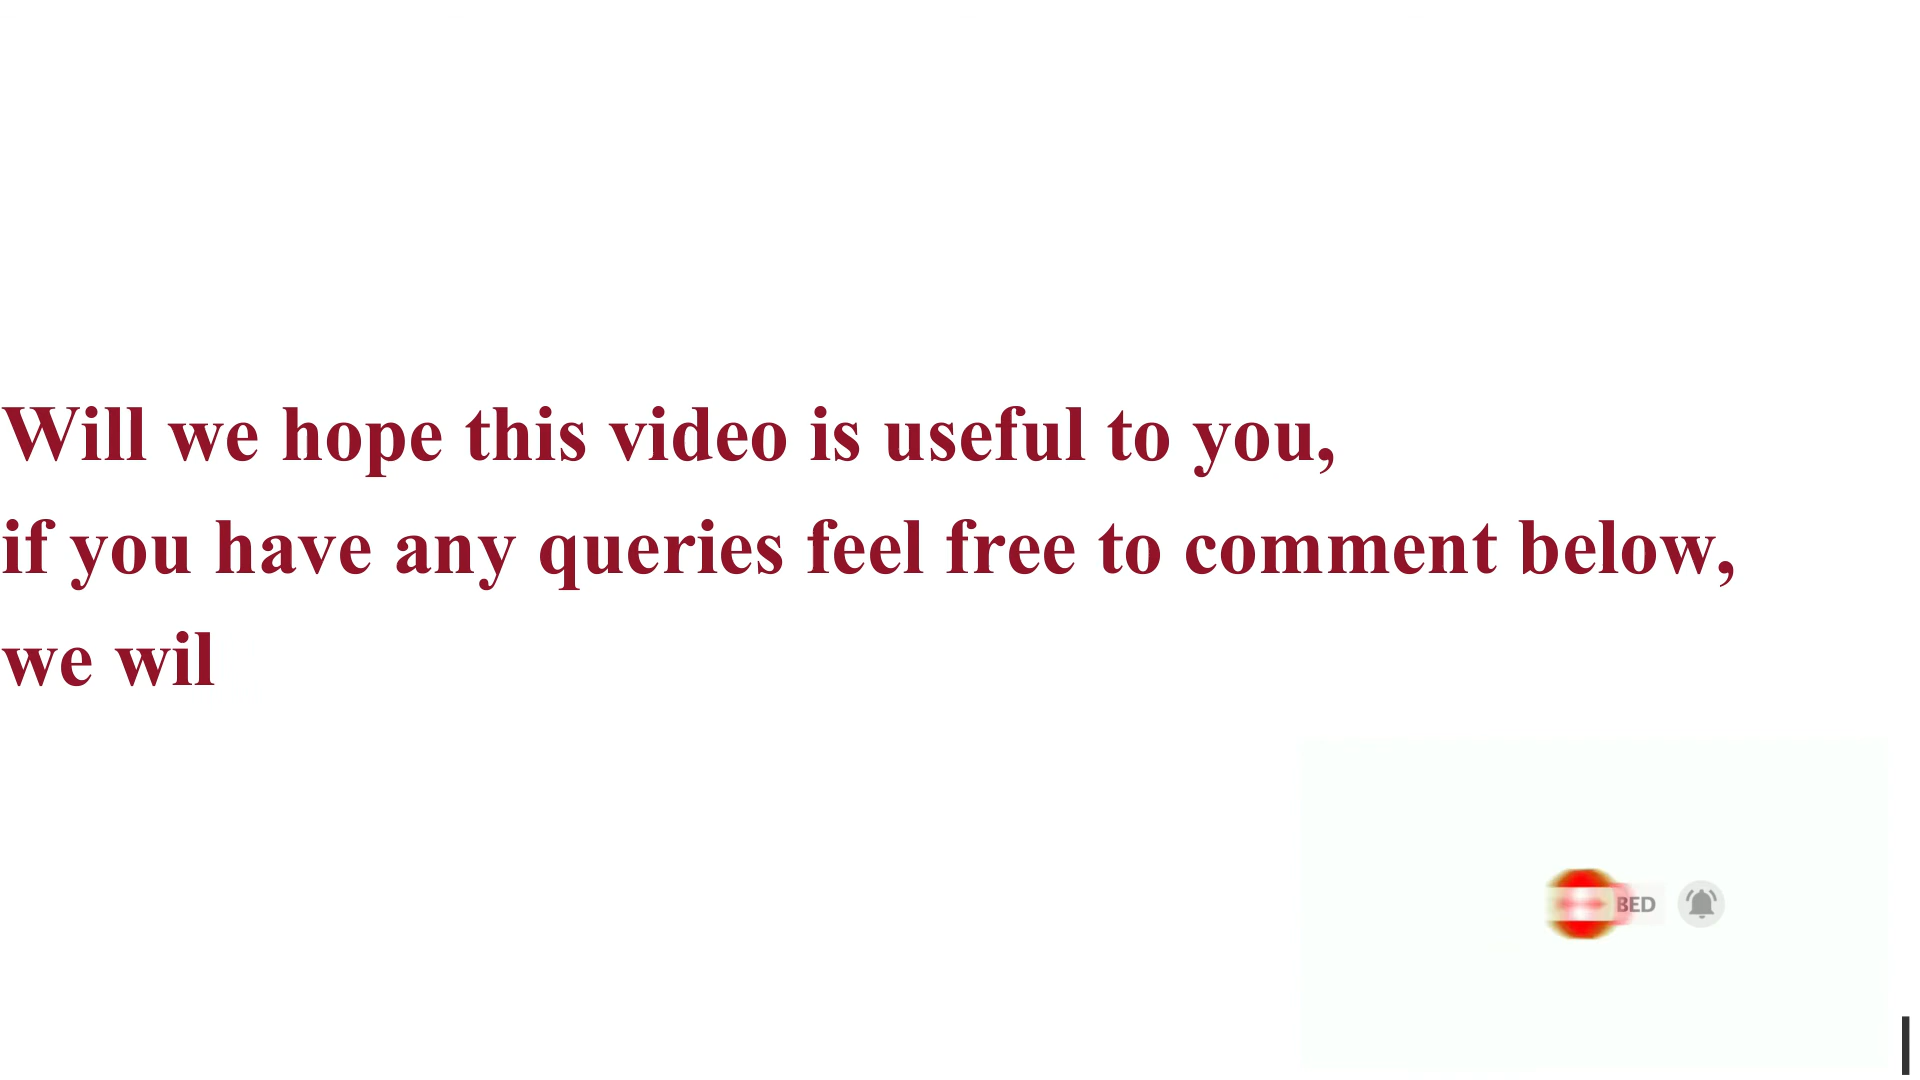 Will we hope this video is useful to you,
if you have any queries feel free to comment below,
we wil
BED